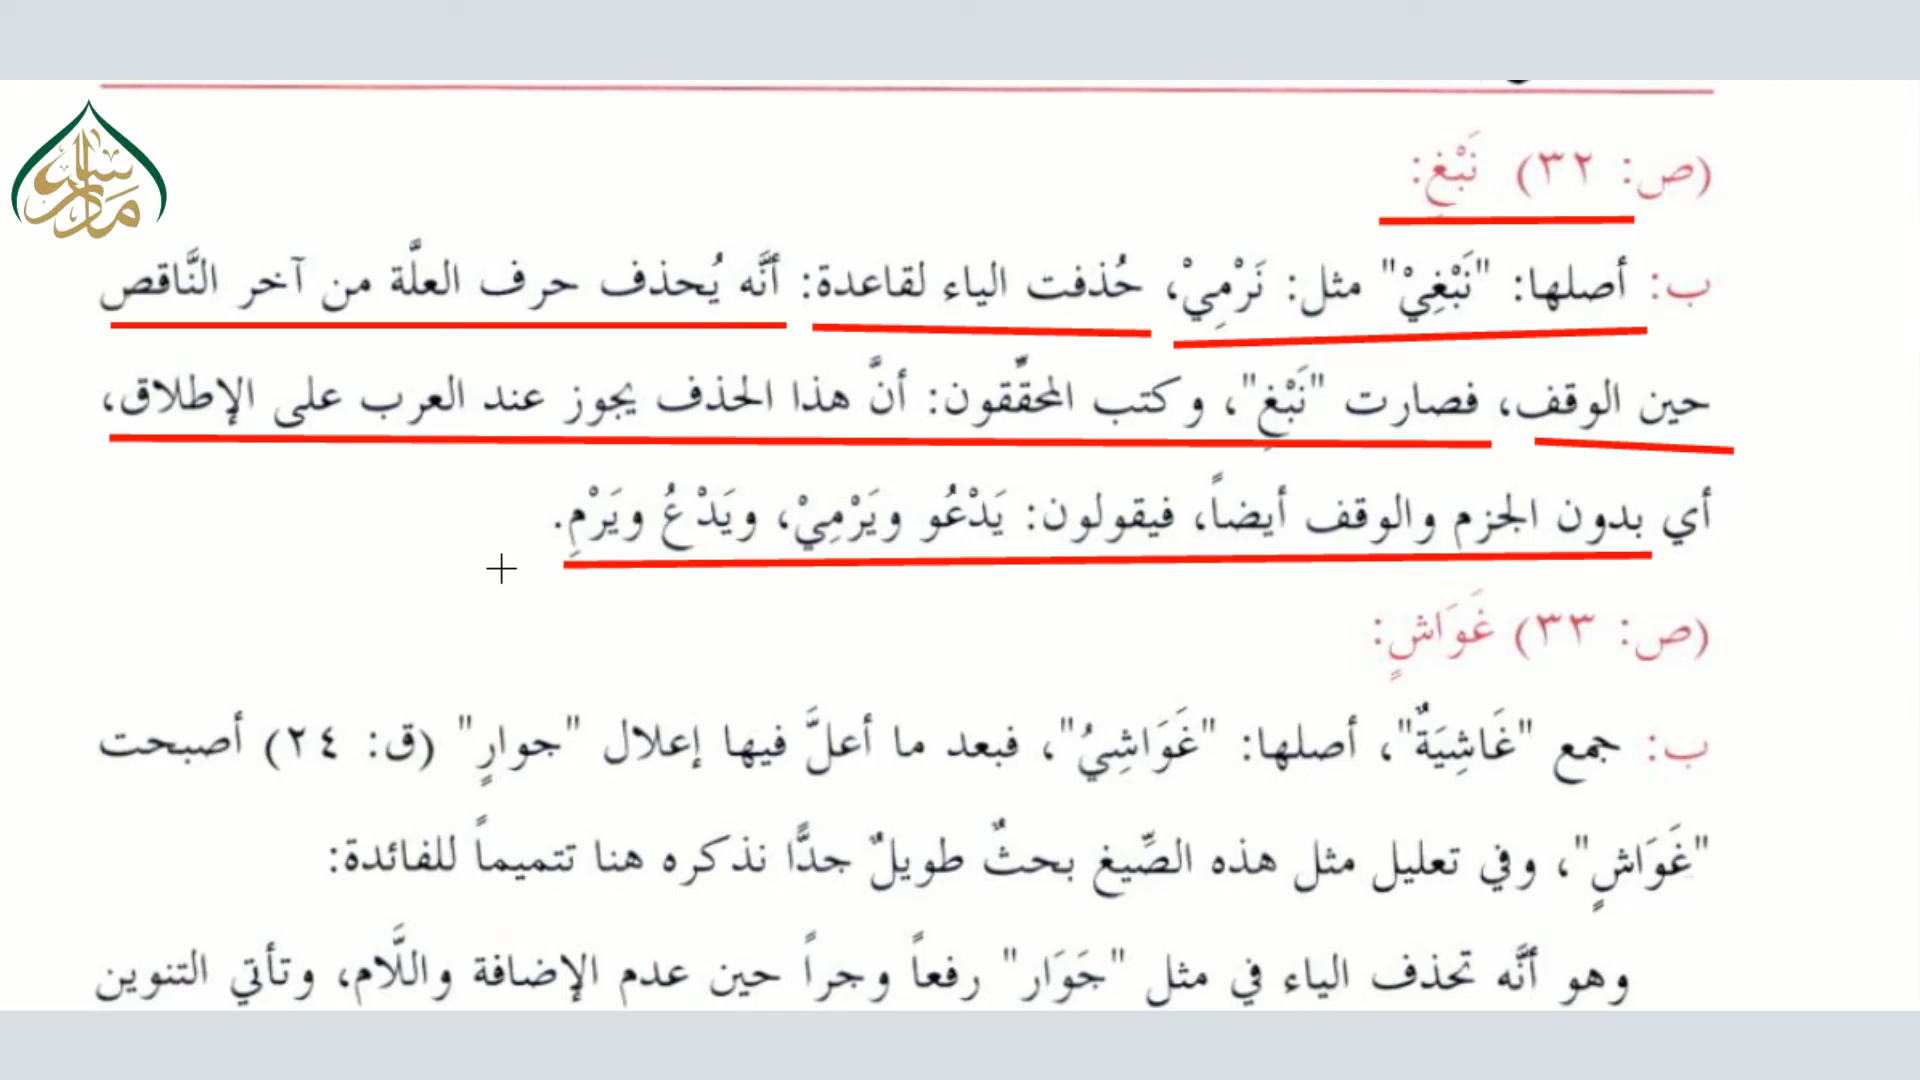 (ص: ٣٢) نَبْغِ:
ب: أصلها: "نَبْغِيْ" مثل: نَرْمِيْ، حُذفت الياء لقاعدة: أنَّه يُحذف حرف العلَّة من آخر النَّاقص
حين الوقف، فصارت "نَبْغِ"، وكتب المحقِّقون: أنَّ هذا الحذف يجوز عند العرب على الإطلاق،
أي بدون الجزم والوقف أيضاً، فيقولون: يَدْعُو ويَرْمِيْ، ويَدْعُ ويَرْمِ.
(ص: ٣٣) غَوَاشٍ:
ب: جمع "غَاشِيَةٌ"، أصلها: "غَوَاشِيُ"، فبعد ما أعلَّ فيها إعلال "جوارٍ" (ق: ٢٤) أصبحت
"غَوَاشٍ"، وفي تعليل مثل هذه الصِّيغ بحثٌ طويلٌ جدًّا نذكره هنا تتميماً للفائدة:
وهو أنَّه تحذف الياء في مثل "جَوَار" رفعاً وجراً حين عدم الإضافة واللَّام، وتأتي التنوين